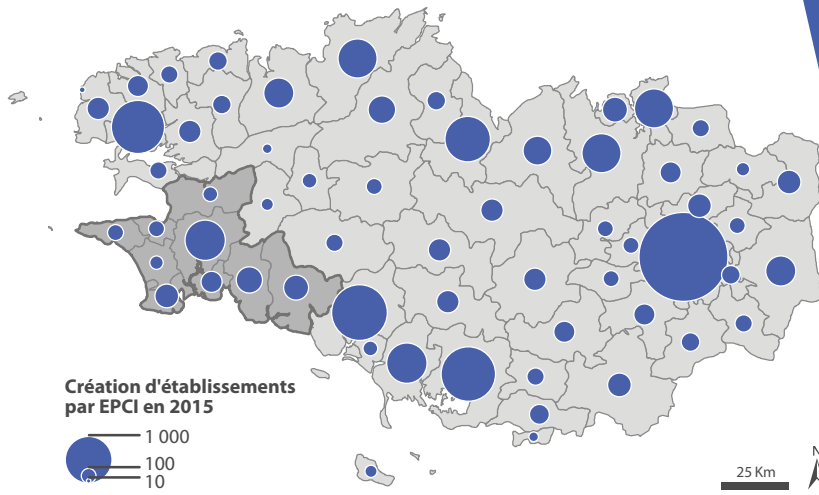 Création d'établissements
par EPCI en 2015
1 000
100
10
25 Km
N